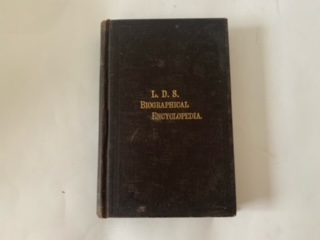 L. D. S.
BIOGRAPHICAL
ENCYCLOPEDIA.